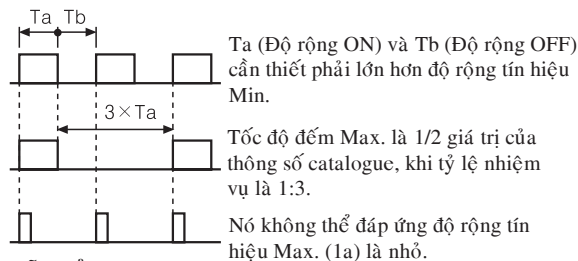 Ta Tb
Ta (Độ rộng ON) và Tb (Độ rộng OFF)
cần thiết phải lớn hơn độ rộng tín hiệu
Min.
3×Ta
Tốc độ đếm Max. là 1/2 giá trị của
thông số catalogue, khi tỷ lệ nhiệm
vụ là 1:3.
Nó không thể đáp ứng độ rộng tín
hiệu Max. (1a) là nhỏ.